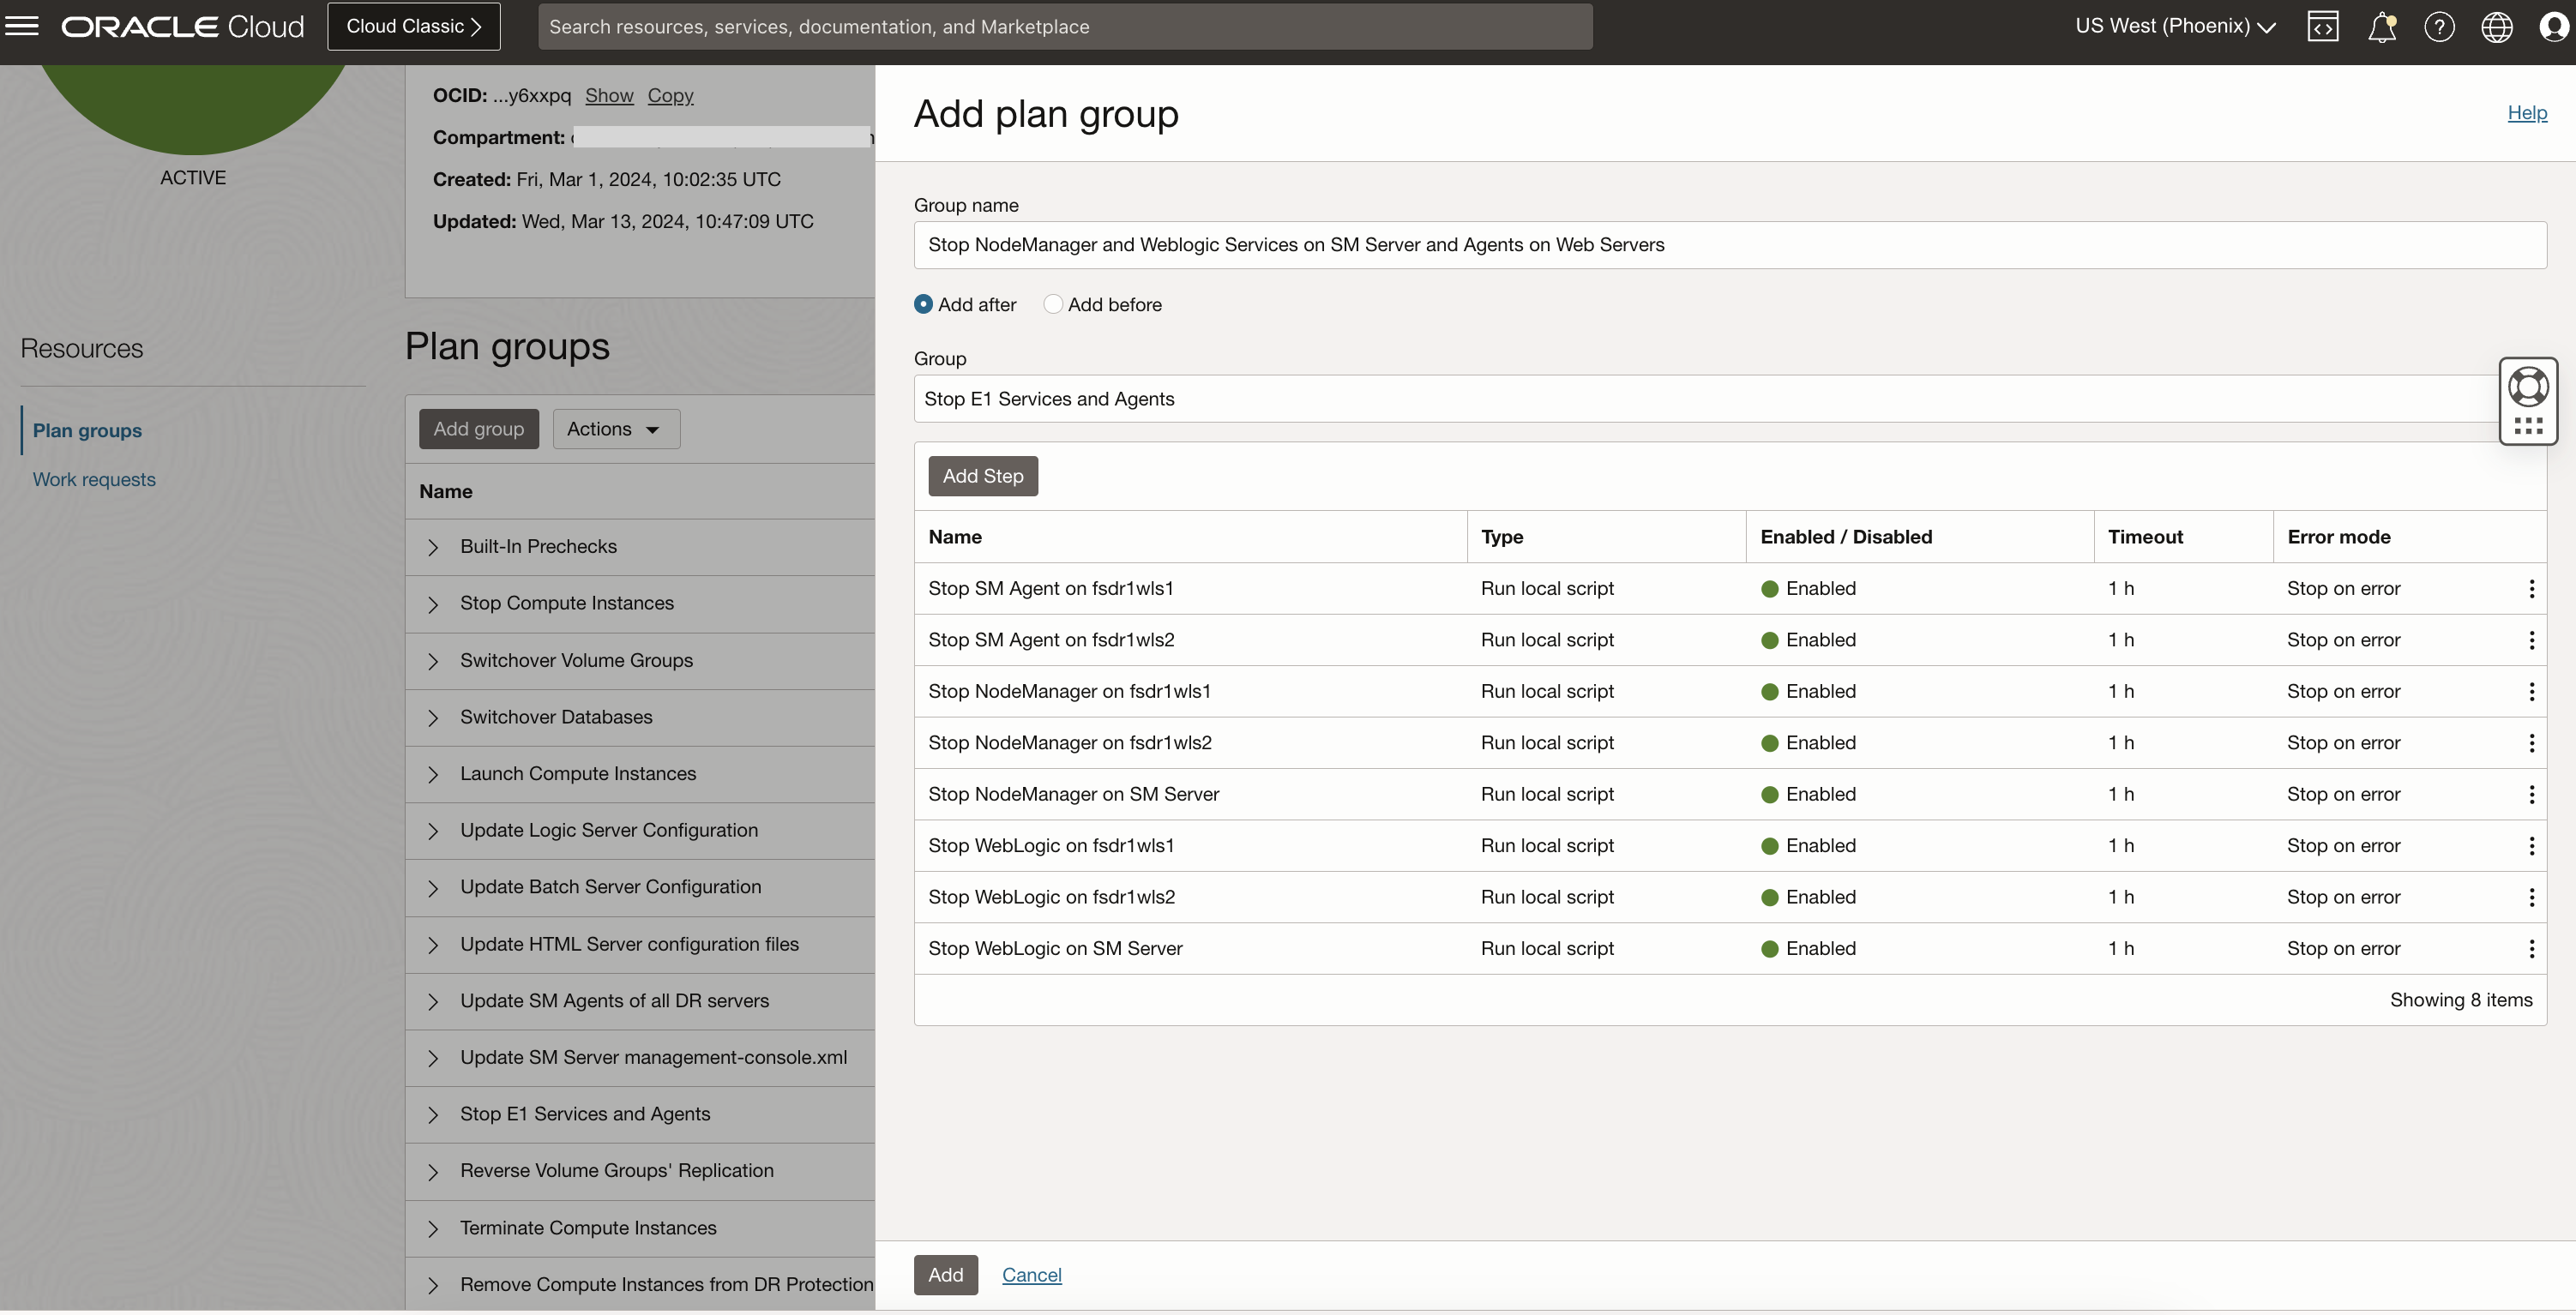 ORACLE Cloud
Cloud Classic
Search resources, services, documentation, and Marketplace
US West (Phoenix)
ACTIVE
OCID: ...y6xxpq Show Copy
Compartment:
Created: Fri, Mar 1, 2024, 10:02:35 UTC
Updated: Wed, Mar 13, 2024, 10:47:09 UTC
Resources
Plan groups
Work requests
Plan groups
Add group Actions
Name
Built-In Prechecks
Stop Compute Instances
Switchover Volume Groups
Switchover Databases
Launch Compute Instances
Update Logic Server Configuration
Update Batch Server Configuration
Update HTML Server configuration files
Update SM Agents of all DR servers
Update SM Server management-console.xml
Stop E1 Services and Agents
Reverse Volume Groups' Replication
Terminate Compute Instances
Remove Compute Instances from DR Protection
Add plan group
Help
Group name
Stop NodeManager and Weblogic Services on SM Server and Agents on Web Servers
Add after Add before
Group
Stop E1 Services and Agents
Add Step
Name Type Enabled / Disabled Timeout Error mode
Stop SM Agent on fsdr1wls1 Run local script Enabled 1 h Stop on error
Stop SM Agent on fsdr1wls2 Run local script Enabled 1 h Stop on error
Stop NodeManager on fsdr1wls1 Run local script Enabled 1 h Stop on error
Stop NodeManager on fsdr1wls2 Run local script Enabled 1 h Stop on error
Stop NodeManager on SM Server Run local script Enabled 1 h Stop on error
Stop WebLogic on fsdr1wls1 Run local script Enabled 1 h Stop on error
Stop WebLogic on fsdr1wls2 Run local script Enabled 1 h Stop on error
Stop WebLogic on SM Server Run local script Enabled 1 h Stop on error
Showing 8 items
Add Cancel